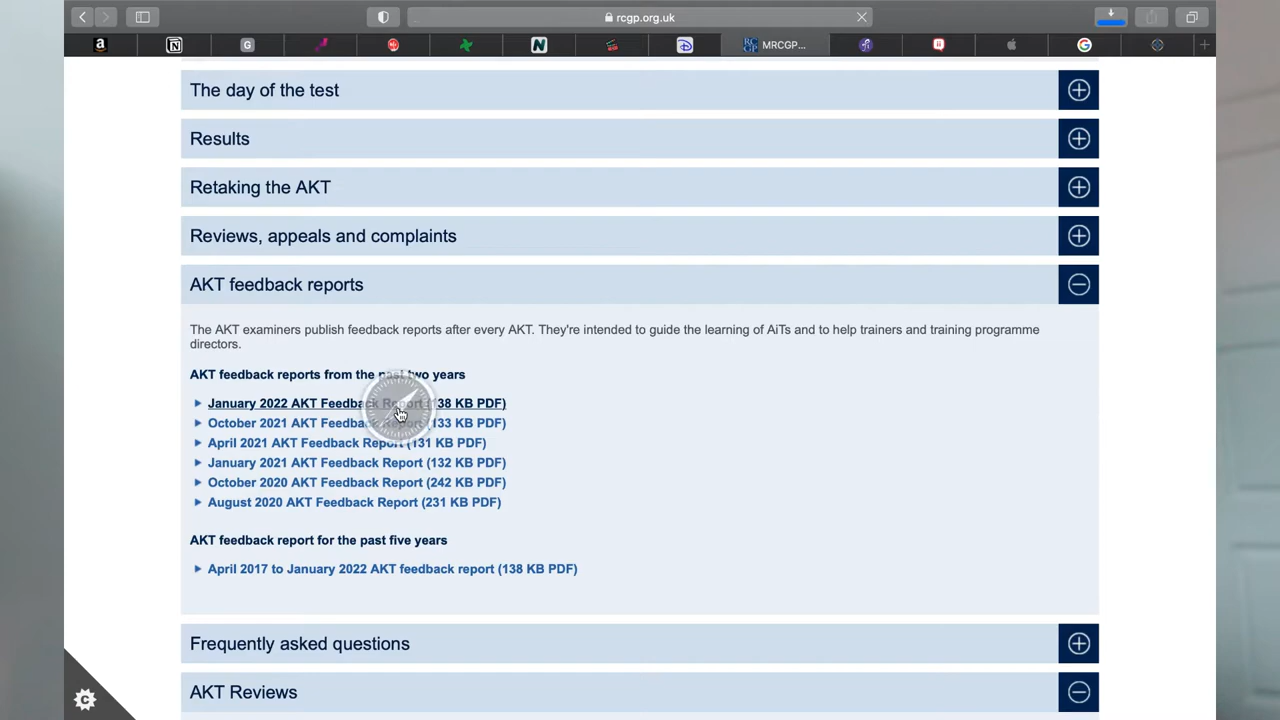 rcgp.org.uk
MRCGP...
The day of the test
Results
Retaking the AKT
Reviews, appeals and complaints
AKT feedback reports
The AKT examiners publish feedback reports after every AKT. They're intended to guide the learning of AiTs and to help trainers and training programme
directors.
AKT feedback reports from the past two years
January 2022 AKT Feedback Report (138 KB PDF)
October 2021 AKT Feedback Report (133 KB PDF)
April 2021 AKT Feedback Report (131 KB PDF)
January 2021 AKT Feedback Report (132 KB PDF)
October 2020 AKT Feedback Report (242 KB PDF)
August 2020 AKT Feedback Report (231 KB PDF)
AKT feedback report for the past five years
April 2017 to January 2022 AKT feedback report (138 KB PDF)
Frequently asked questions
AKT Reviews